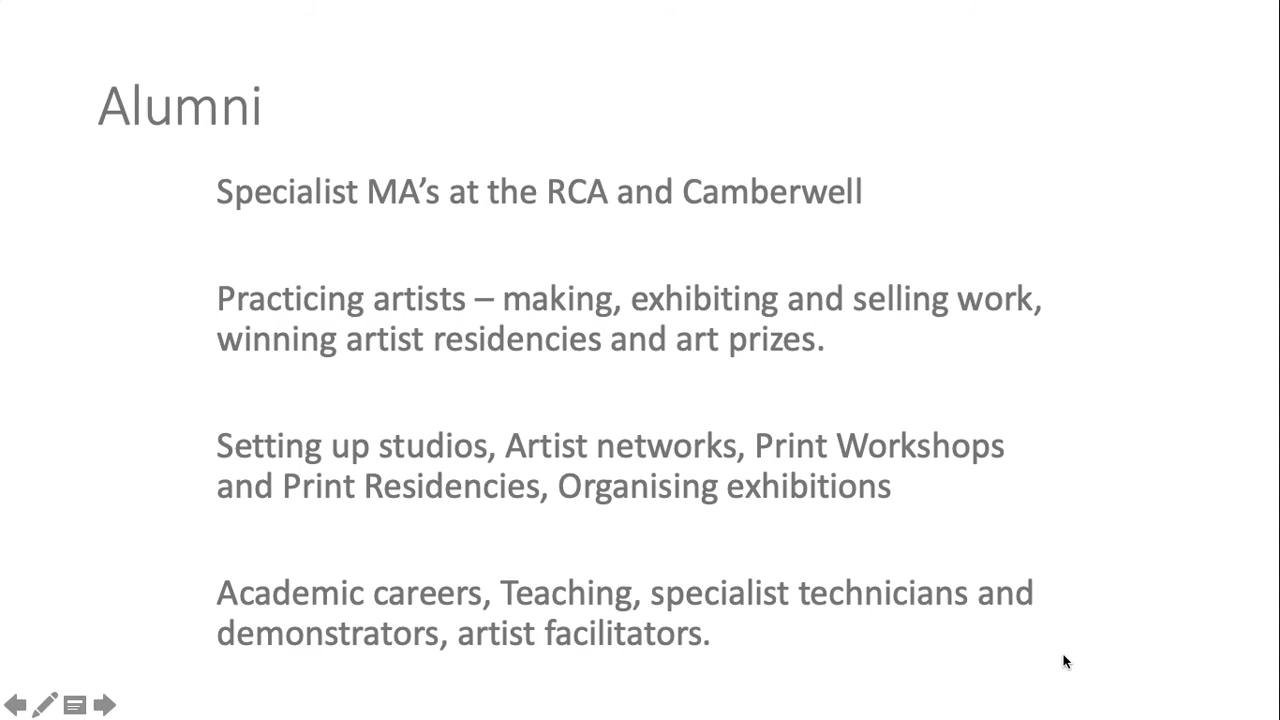 Alumni
Specialist MA’s at the RCA and Camberwell
Practicing artists – making, exhibiting and selling work,
winning artist residencies and art prizes.
Setting up studios, Artist networks, Print Workshops
and Print Residencies, Organising exhibitions
Academic careers, Teaching, specialist technicians and
demonstrators, artist facilitators.